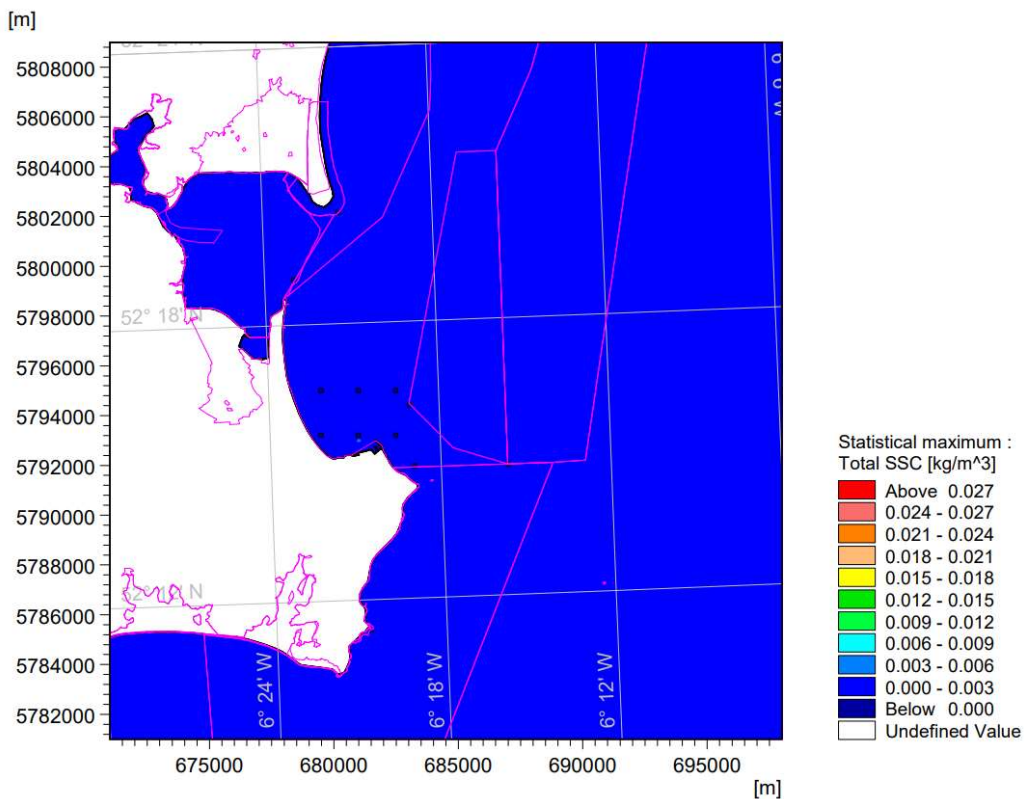 [m]
5808000
5806000
5804000
5802000
5800000
5798000
5796000
5794000
5792000
5790000
5788000
5786000
5784000
5782000
52° 18' N
6° 24' W
6° 18' W
6° 12' W
675000 680000 685000 690000 695000
[m]
Statistical maximum :
Total SSC [kg/m^3]
Above 0.027
0.024 - 0.027
0.021 - 0.024
0.018 - 0.021
0.015 - 0.018
0.012 - 0.015
0.009 - 0.012
0.006 - 0.009
0.003 - 0.006
0.000 - 0.003
Below 0.000
Undefined Value